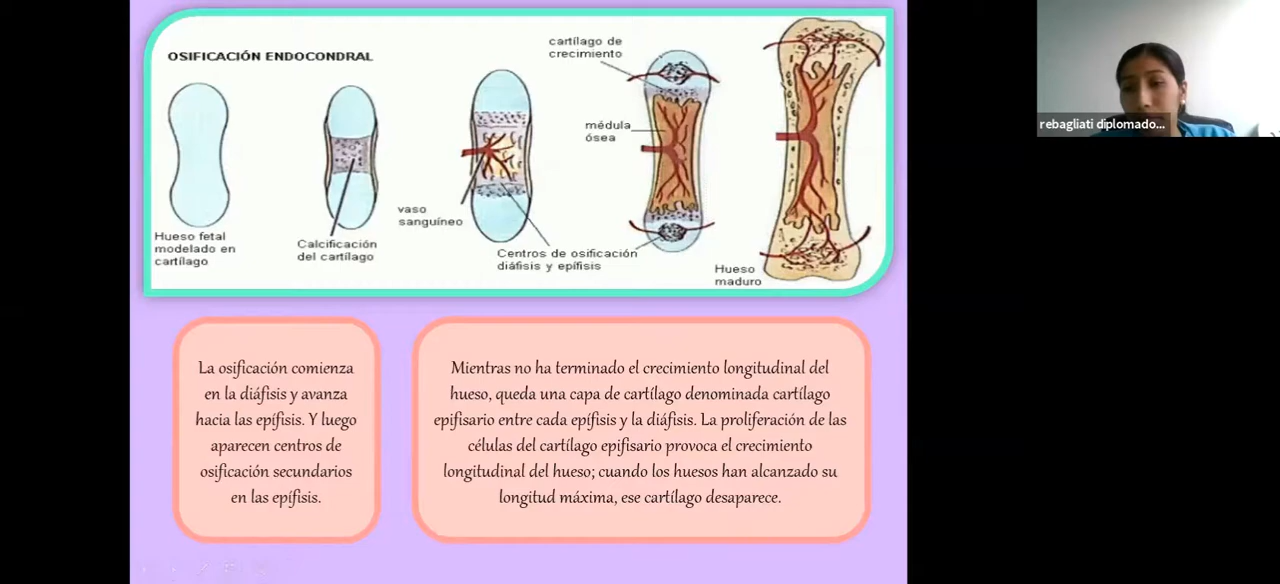 OSIFICACIÓN ENDOCONDRAL
cartílago de
crecimiento
médula
ósea
vaso
sanguíneo
Hueso fetal
modelado en
cartílago
Calcificación
del cartílago
Centros de osificación
diáfisis y epífisis
Hueso
maduro
rebagliati diplomado...
La osificación comienza
en la diáfisis y avanza
hacia las epífisis. Y luego
aparecen centros de
osificación secundarios
en las epífisis.
Mientras no ha terminado el crecimiento longitudinal del
hueso, queda una capa de cartílago denominada cartílago
epifisario entre cada epífisis y la diáfisis. La proliferación de las
células del cartílago epifisario provoca el crecimiento
longitudinal del hueso; cuando los huesos han alcanzado su
longitud máxima, ese cartílago desaparece.